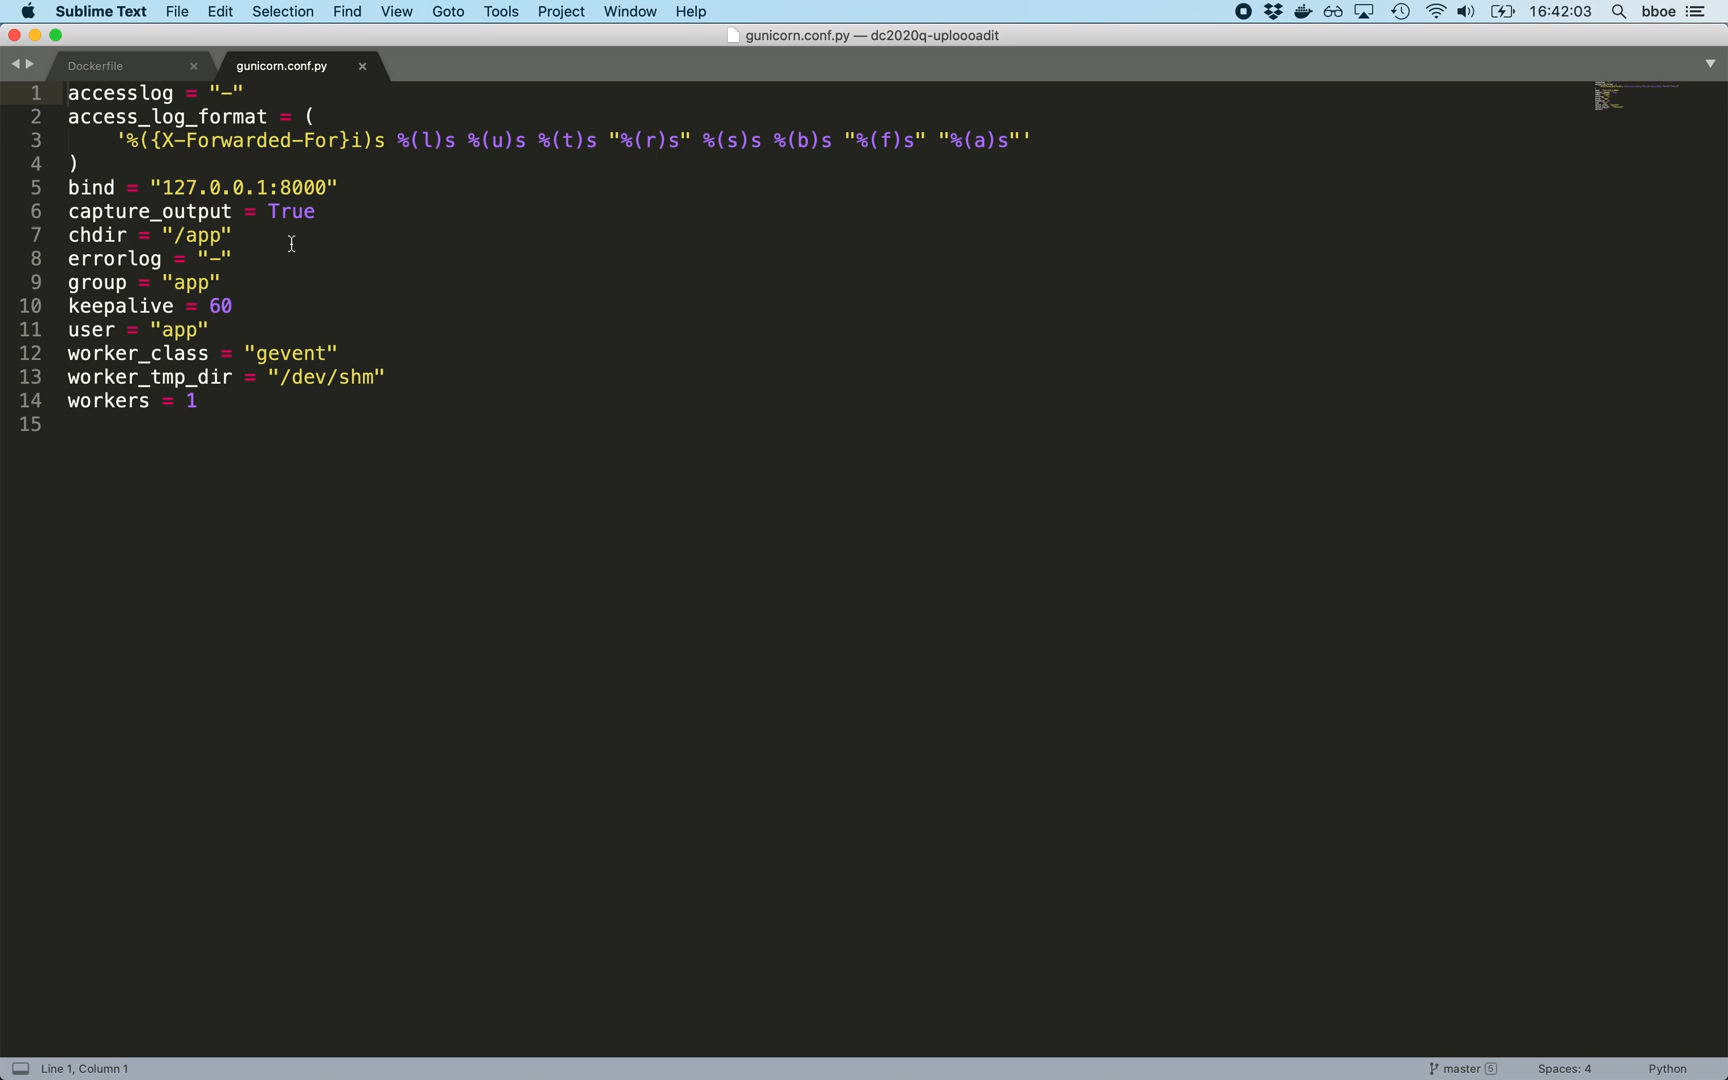 Sublime Text File Edit Selection Find View Goto Tools Project Window Help 16:42:03 bboe
gunicorn.conf.py — dc2020q-uploooadit
Dockerfile × gunicorn.conf.py ×
1 accesslog = "-"
2 access_log_format = (
3     '%({X-Forwarded-For}i)s %(l)s %(u)s %(t)s "%(r)s" %(s)s %(b)s "%(f)s" "%(a)s"'
4 )
5 bind = "127.0.0.1:8000"
6 capture_output = True
7 chdir = "/app"
8 errorlog = "-"
9 group = "app"
10 keepalive = 60
11 user = "app"
12 worker_class = "gevent"
13 worker_tmp_dir = "/dev/shm"
14 workers = 1
15
Line 1, Column 1 master 5 Spaces: 4 Python